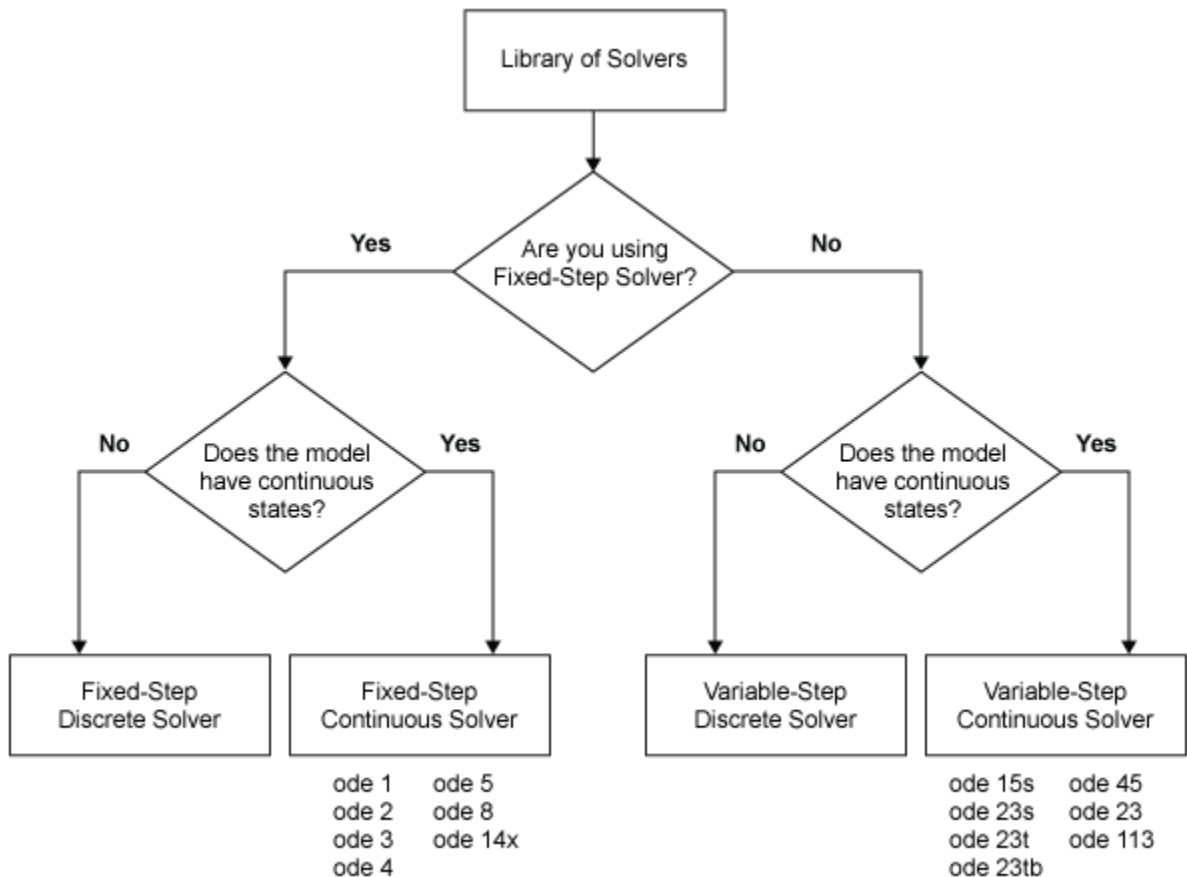 Library of Solvers
Yes
Are you using
Fixed-Step Solver?
No
No
Does the model
have continuous
states?
Yes
No
Does the model
have continuous
states?
Yes
Fixed-Step
Discrete Solver
Fixed-Step
Continuous Solver
Variable-Step
Discrete Solver
Variable-Step
Continuous Solver
ode 1
ode 2
ode 3
ode 4
ode 5
ode 8
ode 14x
ode 15s
ode 23s
ode 23t
ode 23tb
ode 45
ode 23
ode 113